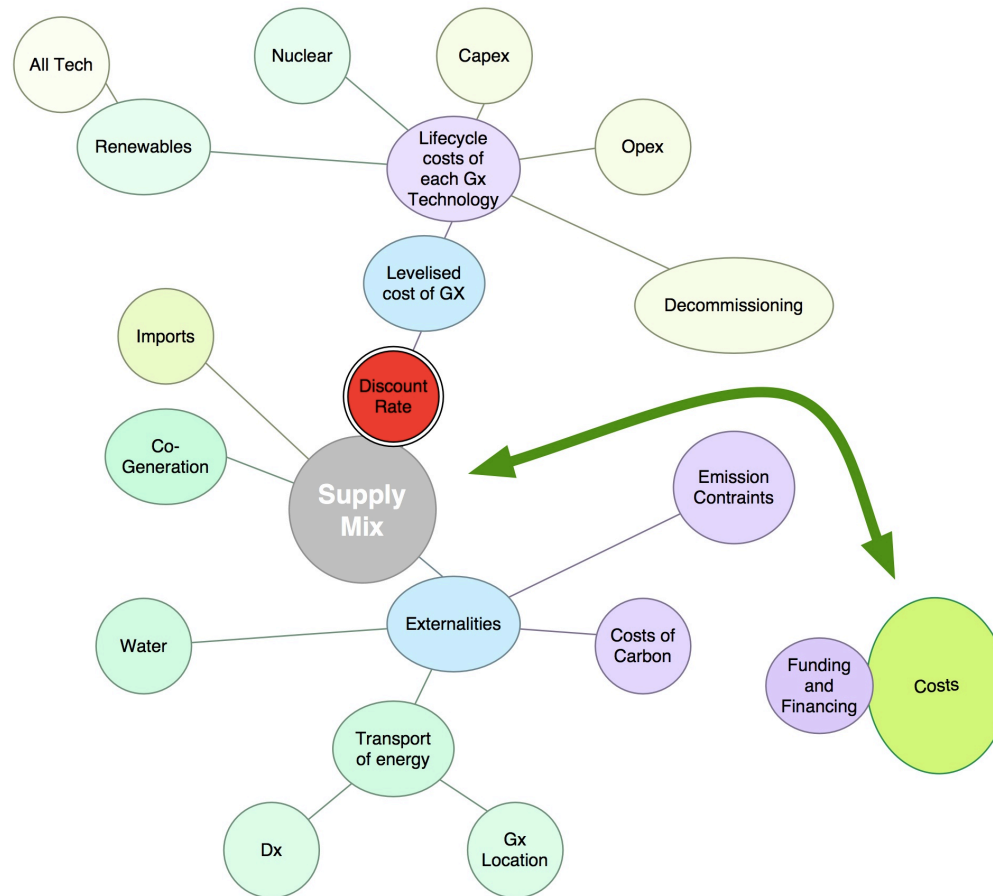 All Tech
Nuclear
Capex
Renewables
Lifecycle
costs of
each Gx
Technology
Opex
Levelised
cost of GX
Decommissioning
Imports
Discount
Rate
Co-
Generation
Supply
Mix
Emission
Contraints
Externalities
Water
Costs of
Carbon
Funding
and
Financing
Costs
Transport
of energy
Dx
Gx
Location